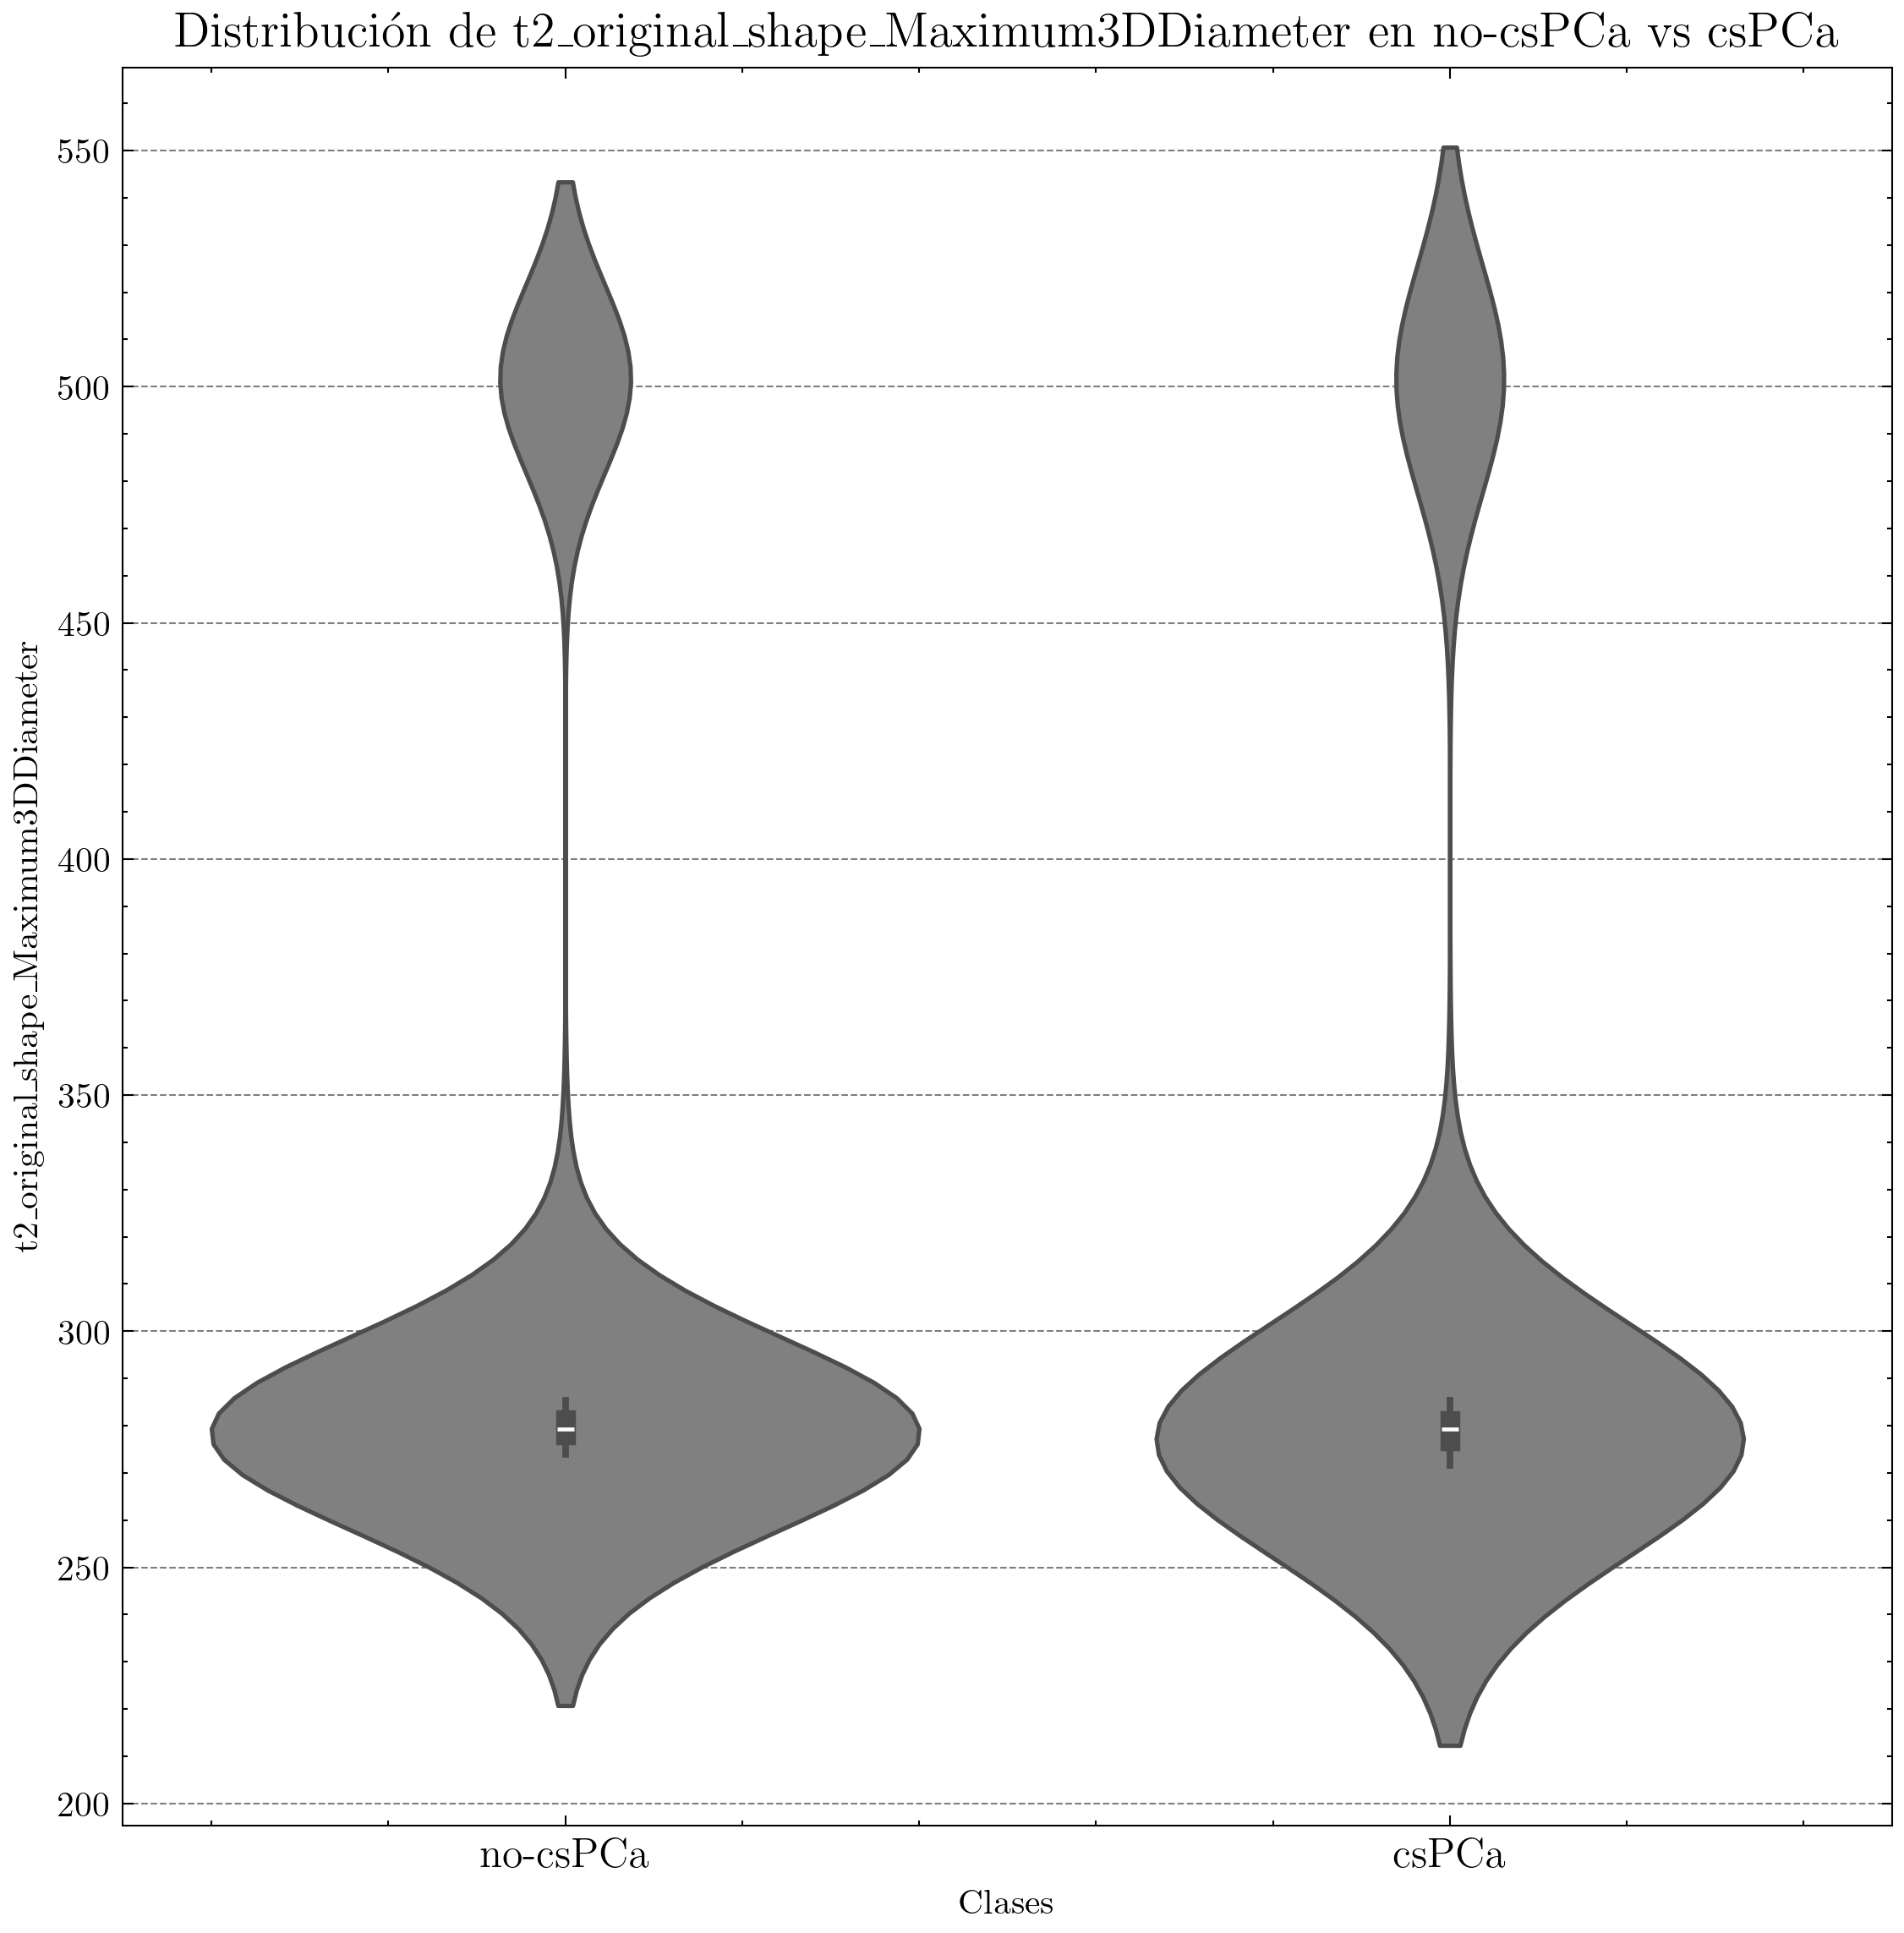 Distribución de t2_original_shape_Maximum3DDiameter en no-csPCa vs csPCa
t2_original_shape_Maximum3DDiameter
550
500
450
400
350
300
250
200
no-csPCa
csPCa
Clases